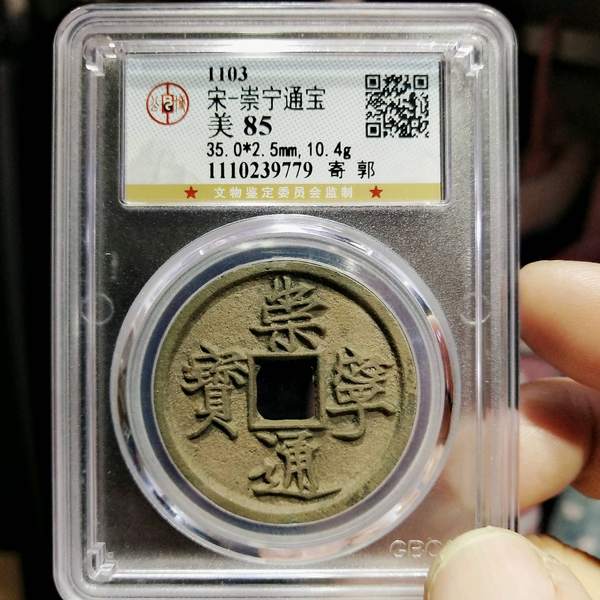 1103
宋-崇宁通宝
美 85
35.0*2.5mm, 10.4g
1110239779 寄 郭
★ 文物鉴定委员会监制 ★
崇
寶 寧
通